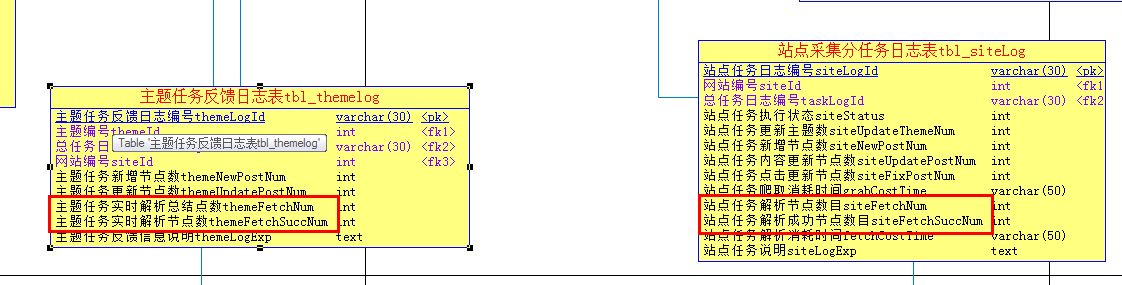 主题任务反馈日志表tbl_themelog
主题任务反馈日志编号themeLogId varchar(30) <pk>
主题编号themeId int <fk1>
总任务日 varchar(30) <fk2>
Table '主题任务反馈日志表tbl_themelog'
网站编号siteId int <fk3>
主题任务新增节点数themeNewPostNum int
主题任务更新节点数themeUpdatePostNum int
主题任务实时解析总结点数themeFetchNum int
主题任务实时解析节点数themeFetchSuccNum int
主题任务反馈信息说明themeLogExp text
站点采集分任务日志表tbl_siteLog
站点任务日志编号siteLogId varchar(30) <pk>
网站编号siteId int <fk1
总任务日志编号taskLogId varchar(30) <fk2
站点任务执行状态siteStatus int
站点任务更新主题数siteUpdateThemeNum int
站点任务新增节点数siteNewPostNum int
站点任务内容更新节点数siteUpdatePostNum int
站点任务点击更新节点数siteFixPostNum int
站点任务爬取消耗时间grabCostTime varchar(50)
站点任务解析节点数目siteFetchNum int
站点任务解析成功节点数目siteFetchSuccNum int
站点任务解析消耗时间fetchCostTime varchar(50)
站点任务说明siteLogExp text